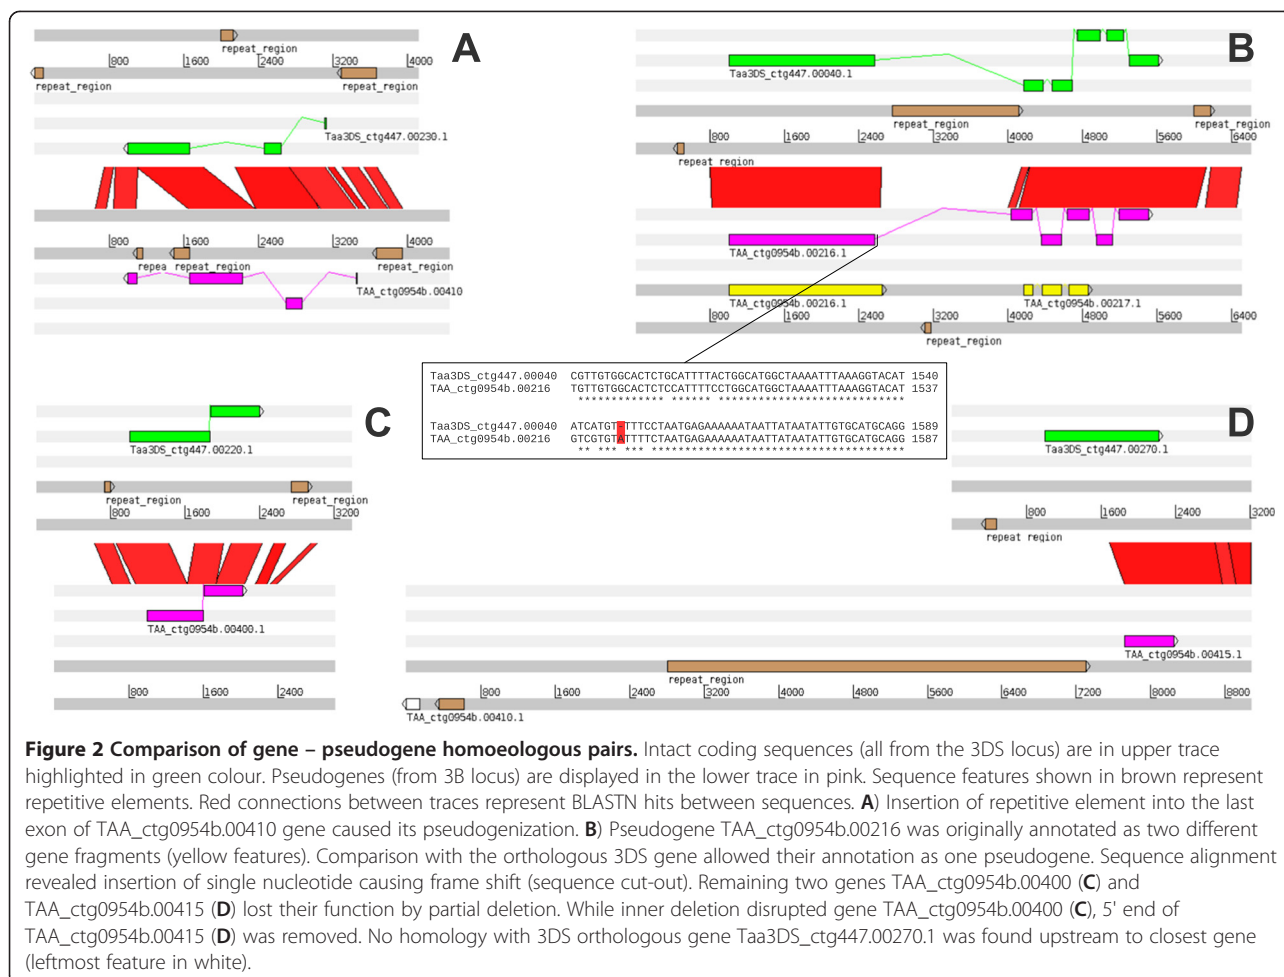 A
repeat_region
800 1600 2400 3200 4000
repeat_region repeat_region
Taa3DS_ctg447.00230.1
800 1600 2400 3200 4000
repea repeat_region repeat_region
TAA_ctg0954b.00410
B
Taa3DS_ctg447.00040.1
repeat_region repeat_region
800 1600 2400 3200 4000 4800 5600 6400
repeat_region
TAA_ctg0954b.00216.1
TAA_ctg0954b.00216.1 TAA_ctg0954b.00217.1
800 1600 2400 3200 4000 4800 5600 6400
repeat_region
Taa3DS_ctg447.00040 CGTTGTGGCACTCTGCATTTTACTGGCATGGCTAAAATTTAAAGGTACAT 1540
TAA_ctg0954b.00216 TGTTGTGGCACTCTCCATTTTCCTGGCATGGCTAAAATTTAAAGGTACAT 1537
************* ****** ****************************
Taa3DS_ctg447.00040 ATCATGT-TTTCCTAATGAGAAAAAATAATTATAATATTGTGCATGCAGG 1589
TAA_ctg0954b.00216 GTCGTGTATTTTCTAATGAGAAAAAATAATTATAATATTGTGCATGCAGG 1587
** *** *** **************************************
C
Taa3DS_ctg447.00220.1
repeat_region repeat_region
800 1600 2400 3200
TAA_ctg0954b.00400.1
800 1600 2400
D
Taa3DS_ctg447.00270.1
800 1600 2400 3200
repeat region
TAA_ctg0954b.00415.1
repeat_region
800 1600 2400 3200 4000 4800 5600 6400 7200 8000 8800
TAA_ctg0954b.00410.1
Figure 2 Comparison of gene – pseudogene homoeologous pairs. Intact coding sequences (all from the 3DS locus) are in upper trace
highlighted in green colour. Pseudogenes (from 3B locus) are displayed in the lower trace in pink. Sequence features shown in brown represent
repetitive elements. Red connections between traces represent BLASTN hits between sequences. A) Insertion of repetitive element into the last
exon of TAA_ctg0954b.00410 gene caused its pseudogenization. B) Pseudogene TAA_ctg0954b.00216 was originally annotated as two different
gene fragments (yellow features). Comparison with the orthologous 3DS gene allowed their annotation as one pseudogene. Sequence alignment
revealed insertion of single nucleotide causing frame shift (sequence cut-out). Remaining two genes TAA_ctg0954b.00400 (C) and
TAA_ctg0954b.00415 (D) lost their function by partial deletion. While inner deletion disrupted gene TAA_ctg0954b.00400 (C), 5' end of
TAA_ctg0954b.00415 (D) was removed. No homology with 3DS orthologous gene Taa3DS_ctg447.00270.1 was found upstream to closest gene
(leftmost feature in white).